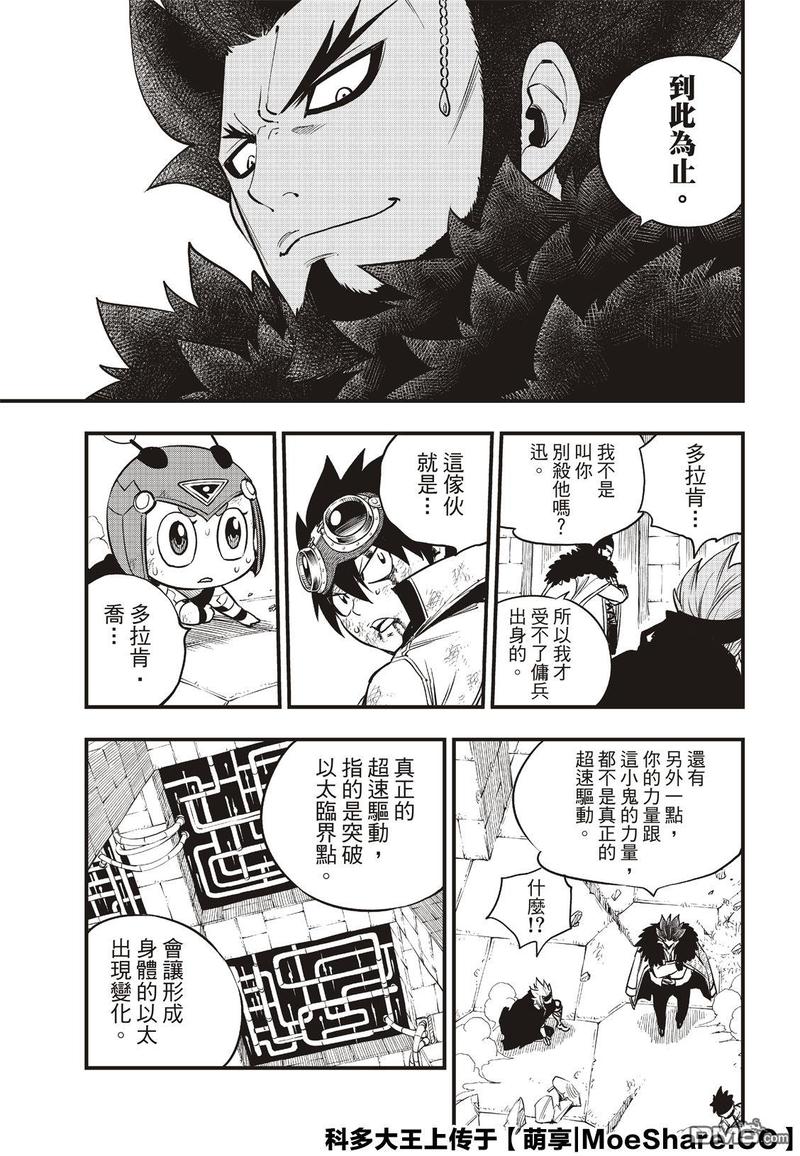 到此為止。
多拉肯…
我不是
叫你
別殺他嗎?
迅。
所以我才
受不了傭兵
出身的。
這傢伙
就是…
多拉肯·
喬…
還有
另外一點，
你的力量跟
這小鬼的力量，
都不是真正的
超速驅動。
什麼!?
真正的
超速驅動，
指的是突破
以太臨界點。
會讓形成
身體的以太
出現變化。
科多大王上传于【萌享|MoeShare.CC】